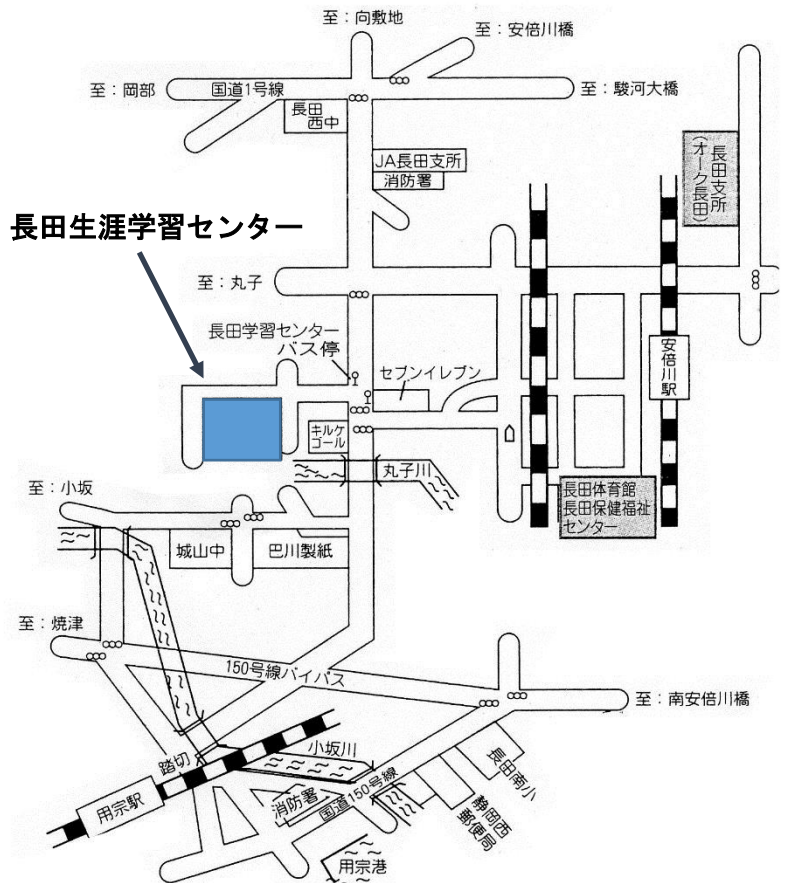 至：向敷地
至：安倍川橋
至：岡部
国道1号線
至：駿河大橋
長田
西中
JA長田支所
消防署
長田支所
(オーク長田)
長田生涯学習センター
至：丸子
長田学習センター
バス停
セブンイレブン
安倍川駅
キルケ
ゴール
丸子川
至：小坂
長田体育館
長田保健福祉
センター
城山中
巴川製紙
至：焼津
150号線バイパス
至：南安倍川橋
踏切
小坂川
長田南小
用宗駅
消防署
国道150号線
静岡西
郵便局
用宗港